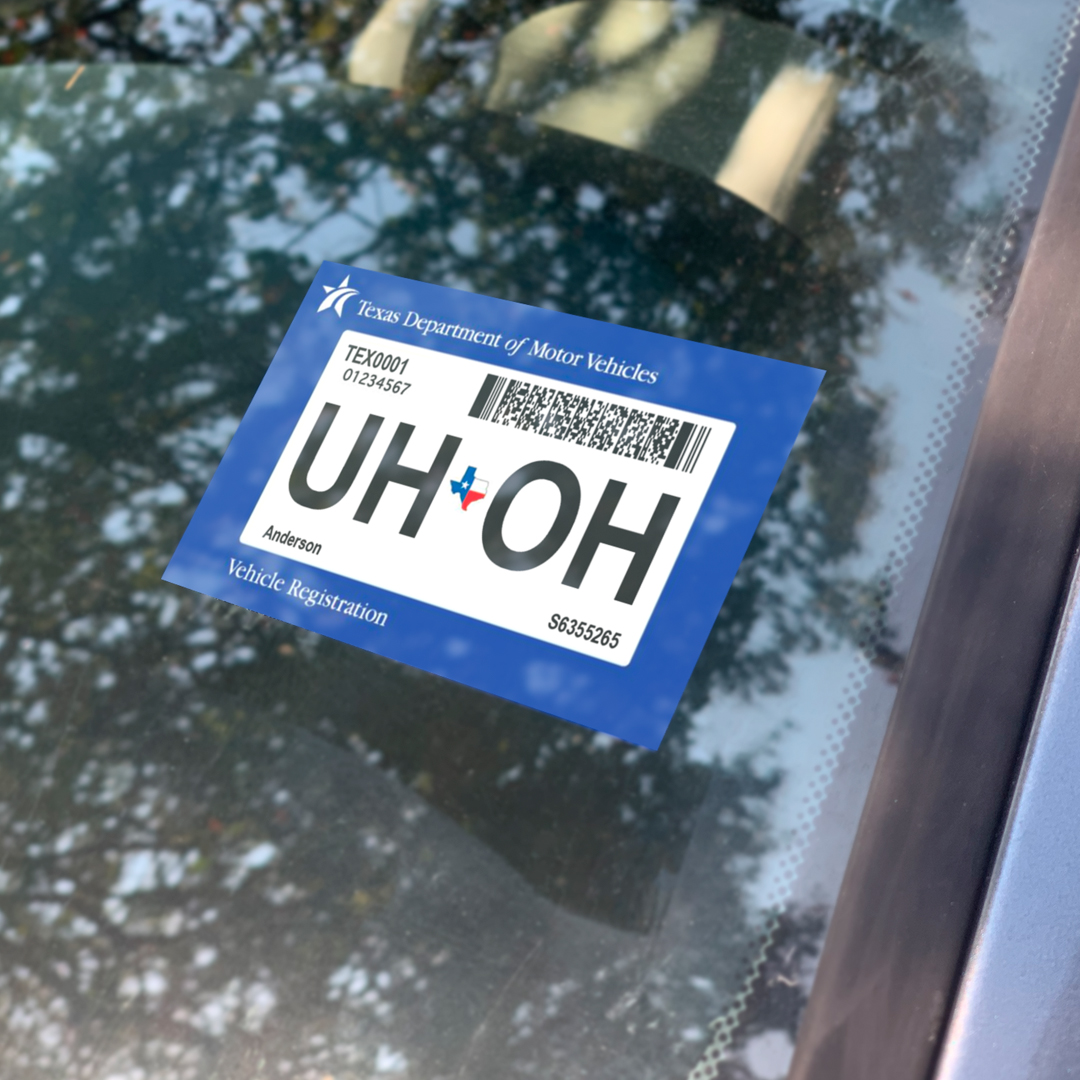 Texas Department of Motor Vehicles
TEX0001
01234567
UH OH
Anderson
S6355265
Vehicle Registration